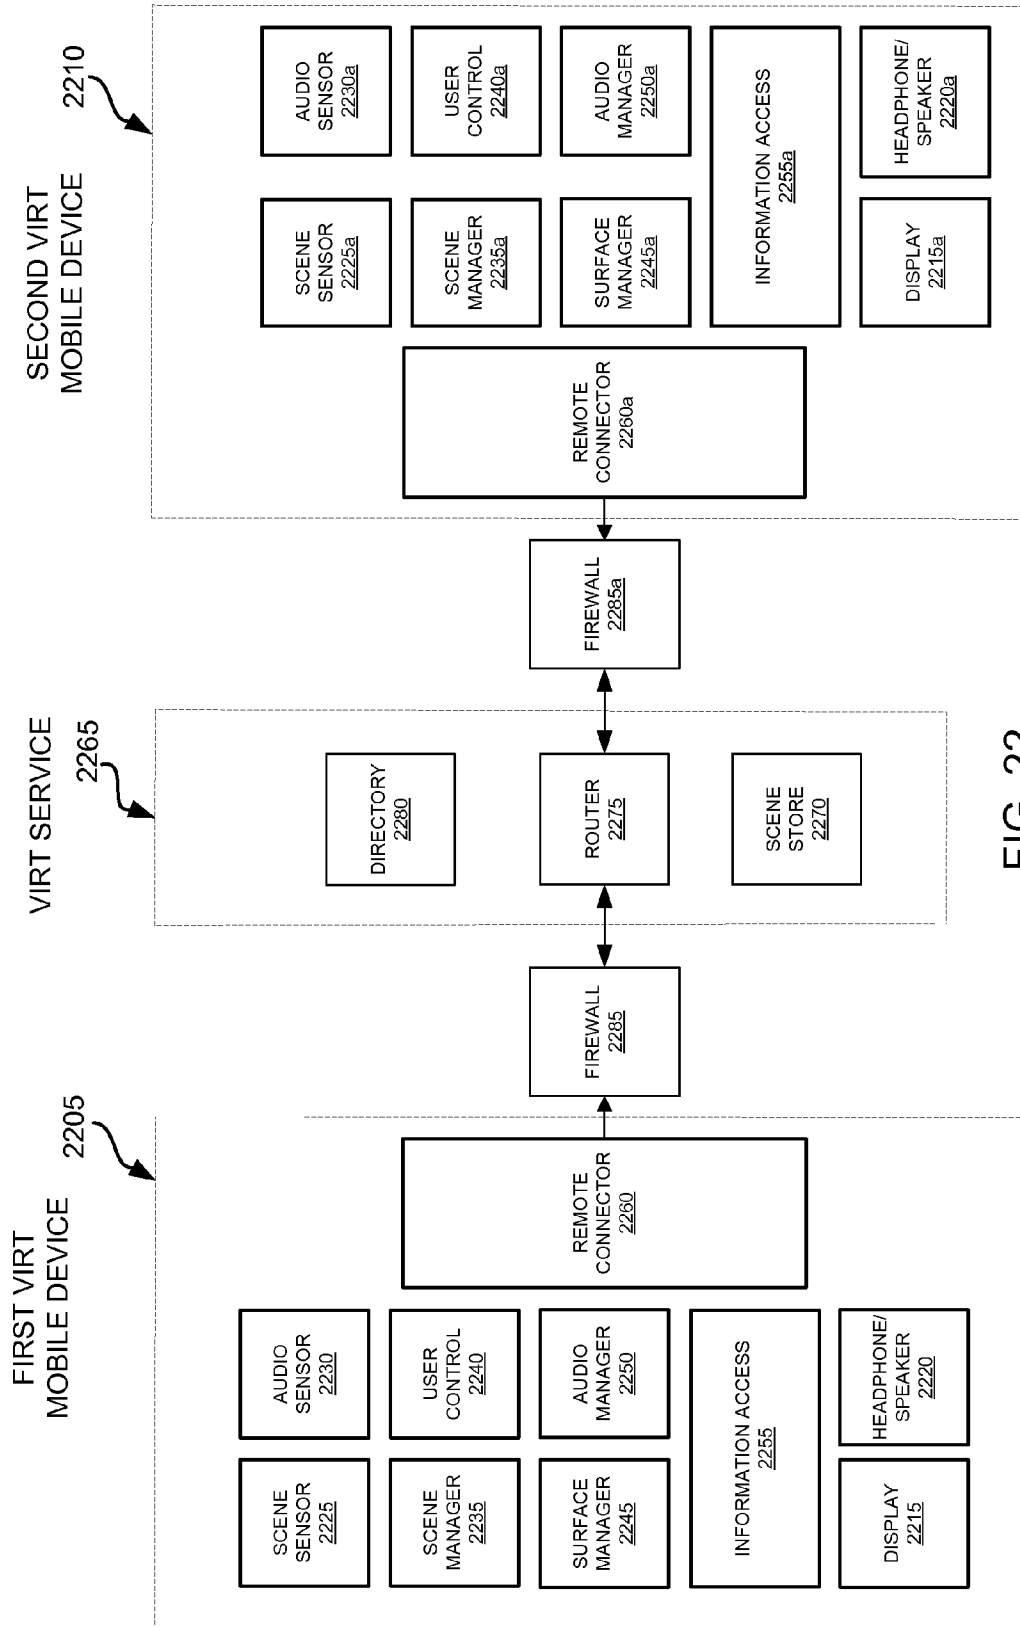 FIRST VIRT
MOBILE DEVICE
2205
SCENE
SENSOR
2225
AUDIO
SENSOR
2230
SCENE
MANAGER
2235
USER
CONTROL
2240
SURFACE
MANAGER
2245
AUDIO
MANAGER
2250
INFORMATION ACCESS
2255
DISPLAY
2215
HEADPHONE/
SPEAKER
2220
REMOTE
CONNECTOR
2260
FIREWALL
2285
VIRT SERVICE
2265
DIRECTORY
2280
ROUTER
2275
SCENE
STORE
2270
FIREWALL
2285a
SECOND VIRT
MOBILE DEVICE
2210
REMOTE
CONNECTOR
2260a
SCENE
SENSOR
2225a
AUDIO
SENSOR
2230a
SCENE
MANAGER
2235a
USER
CONTROL
2240a
SURFACE
MANAGER
2245a
AUDIO
MANAGER
2250a
INFORMATION ACCESS
2255a
DISPLAY
2215a
HEADPHONE/
SPEAKER
2220a
FIG. 22